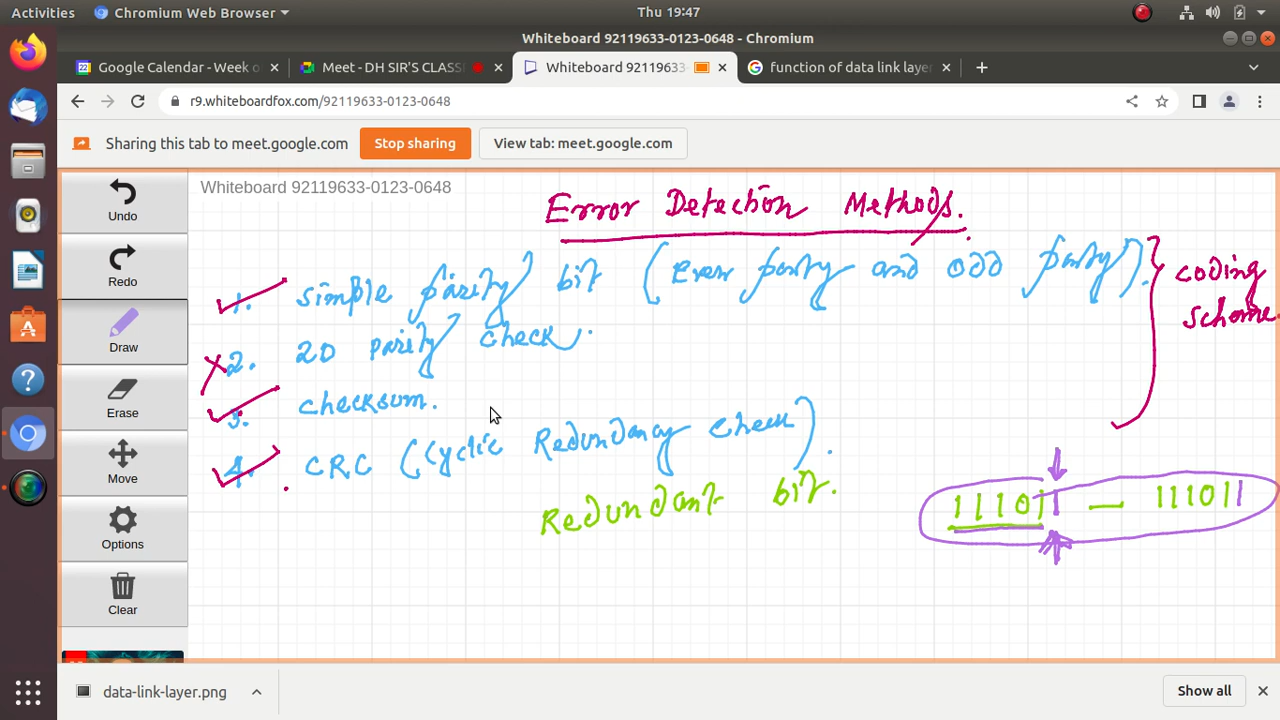 Activities Chromium Web Browser Thu 19:47
Whiteboard 92119633-0123-0648 - Chromium
Google Calendar - Week o Meet - DH SIR'S CLASS Whiteboard 92119633 function of data link laye
r9.whiteboardfox.com/92119633-0123-0648
Sharing this tab to meet.google.com Stop sharing View tab: meet.google.com
Whiteboard 92119633-0123-0648
Undo
Redo
Draw
Erase
Move
Options
Clear
Error Detection Methods.
1. simple parity bit (Even party and odd party).
2. 2D parity check.
3. checksum.
4. CRC (Cyclic Redundancy check).
coding
scheme
Redundant bit.
111011 — 111011
data-link-layer.png Show all